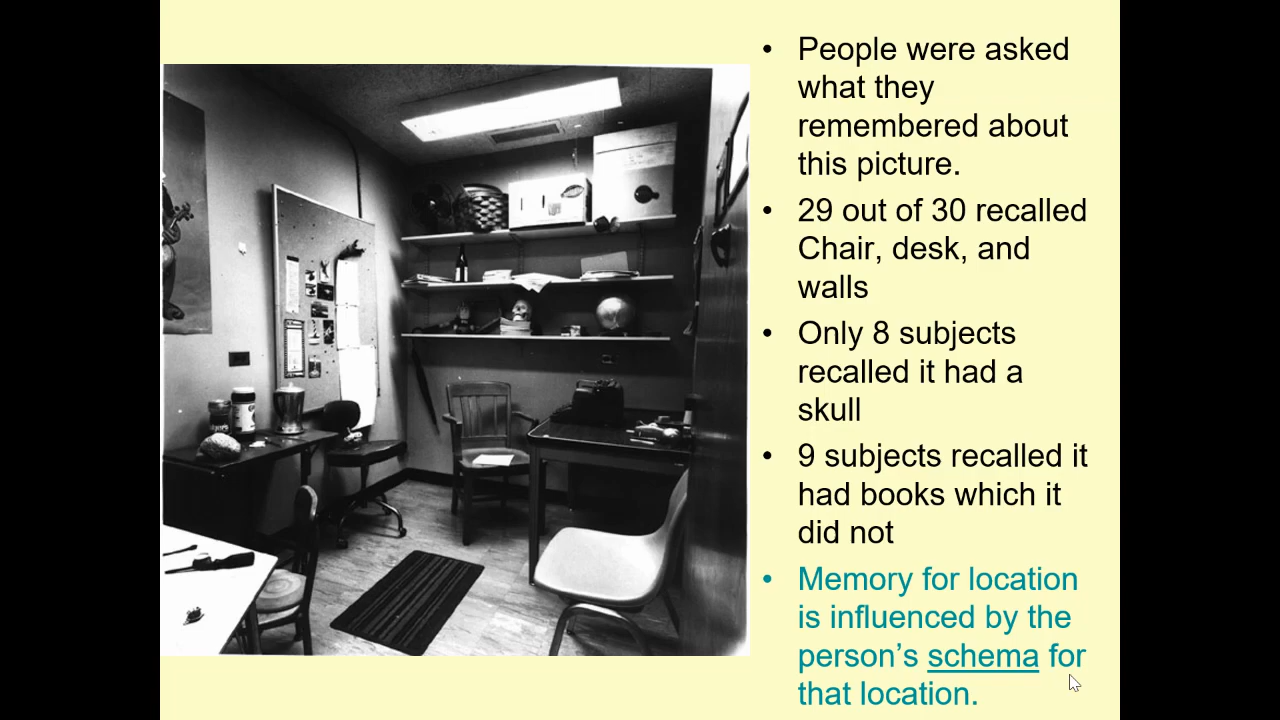 • People were asked
what they
remembered about
this picture.
• 29 out of 30 recalled
Chair, desk, and
walls
• Only 8 subjects
recalled it had a
skull
• 9 subjects recalled it
had books which it
did not
• Memory for location
is influenced by the
person’s schema for
that location.